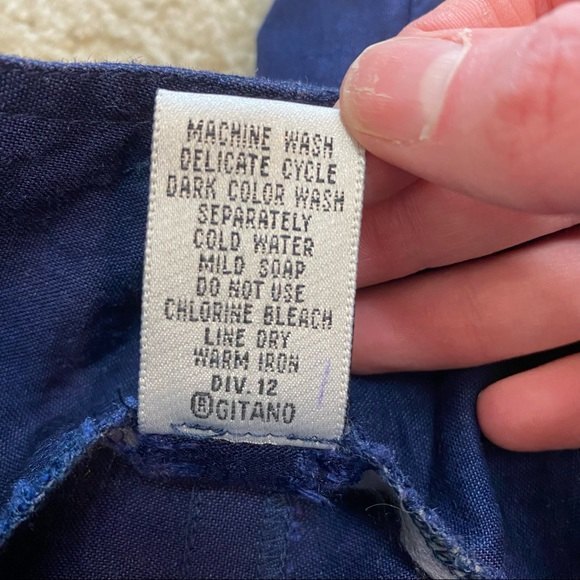 MACHINE WASH
DELICATE CYCLE
DARK COLOR WASH
SEPARATELY
COLD WATER
MILD SOAP
DO NOT USE
CHLORINE BLEACH
LINE DRY
WARM IRON
DIV. 12
®GITANO